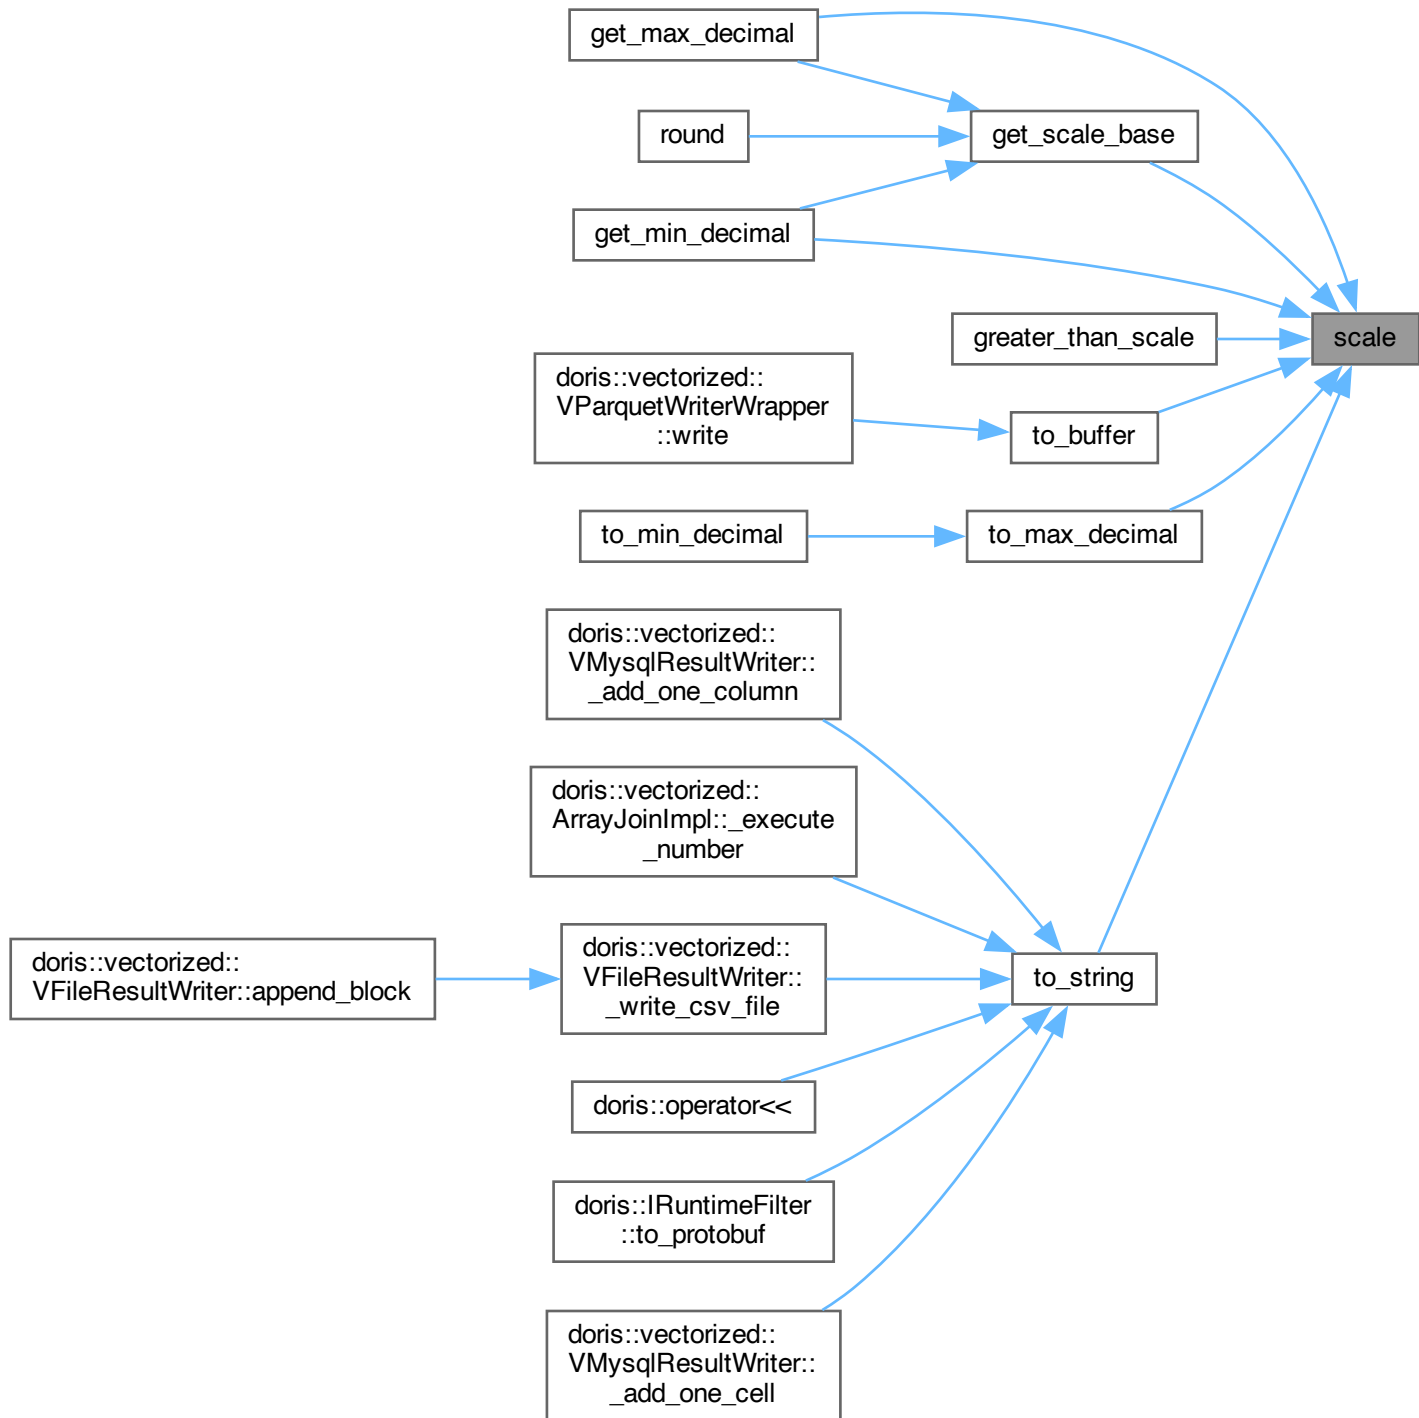 get_max_decimal
round
get_scale_base
get_min_decimal
greater_than_scale
scale
doris::vectorized::
VParquetWriterWrapper
::write
to_buffer
to_min_decimal
to_max_decimal
doris::vectorized::
VMysqlResultWriter::
_add_one_column
doris::vectorized::
ArrayJoinImpl::_execute
_number
doris::vectorized::
VFileResultWriter::append_block
doris::vectorized::
VFileResultWriter::
_write_csv_file
to_string
doris::operator<<
doris::IRuntimeFilter
::to_protobuf
doris::vectorized::
VMysqlResultWriter::
_add_one_cell